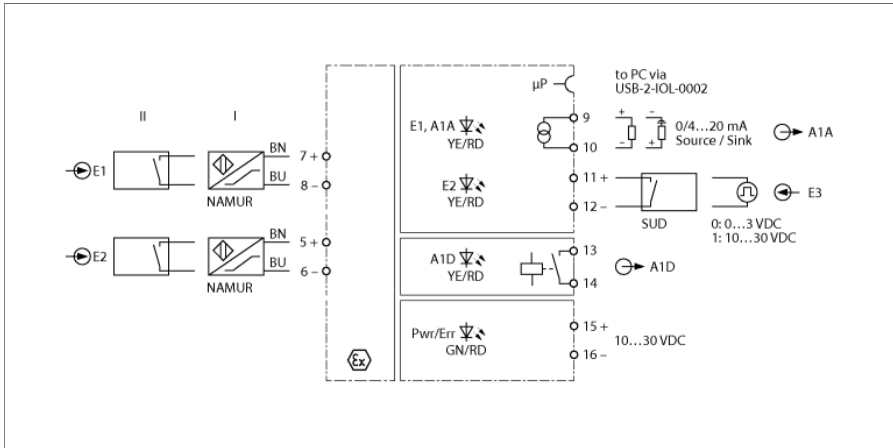 II
I
E1
BN
7 +
BU
8 –
NAMUR
E2
BN
5 +
BU
6 –
NAMUR
Ex
µP
to PC via
USB-2-IOL-0002
E1, A1A
YE/RD
9
10
+
–
–
+
0/4...20 mA
Source / Sink
A1A
E2
YE/RD
11 +
12 –
SUD
E3
0: 0...3 VDC
1: 10...30 VDC
A1D
YE/RD
13
14
A1D
Pwr/Err
GN/RD
15 +
16 –
10...30 VDC